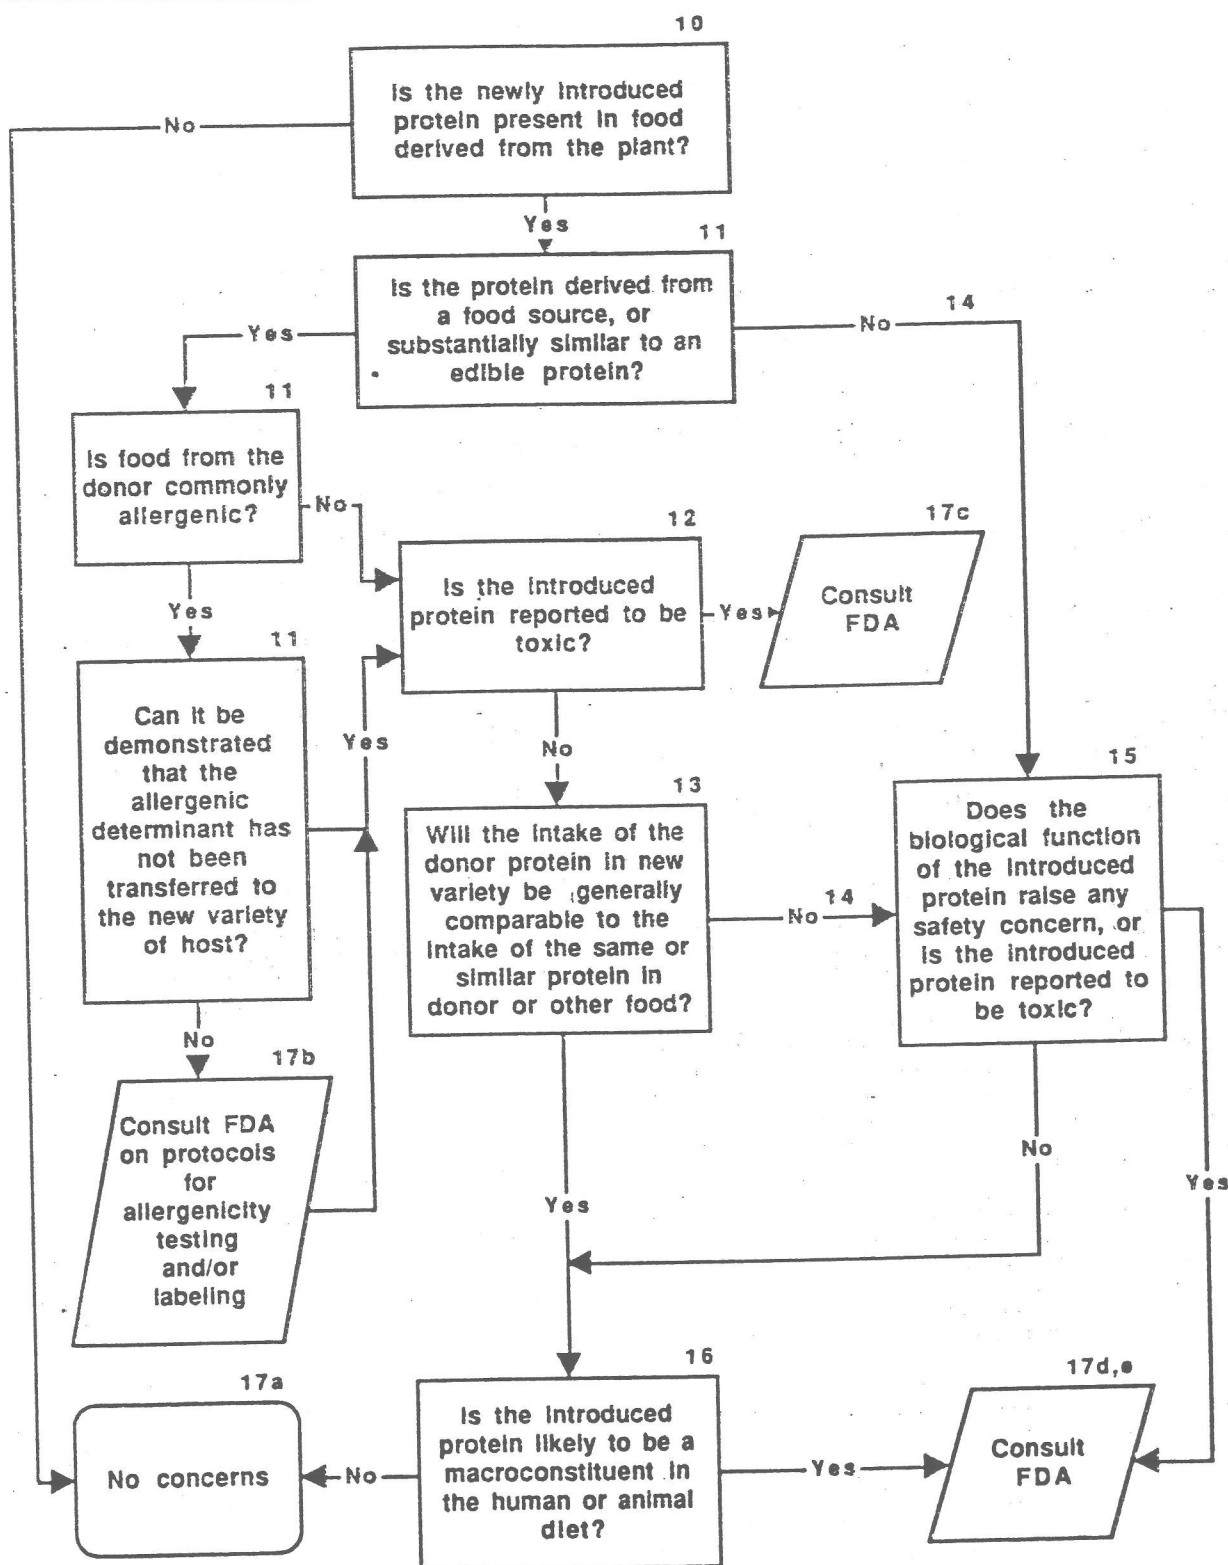 10
Is the newly introduced
protein present in food
derived from the plant?
No
Yes
11
Is the protein derived from
a food source, or
substantially similar to an
edible protein?
Yes
No
14
11
Is food from the
donor commonly
allergenic?
No
Yes
12
Is the introduced
protein reported to be
toxic?
Yes
17c
Consult
FDA
11
Can it be
demonstrated
that the
allergenic
determinant has
not been
transferred to
the new variety
of host?
Yes
No
No
13
Will the intake of the
donor protein in new
variety be generally
comparable to the
intake of the same or
similar protein in
donor or other food?
No
14
Yes
15
Does the
biological function
of the introduced
protein raise any
safety concern, or
is the introduced
protein reported to
be toxic?
No
Yes
17b
Consult FDA
on protocols
for
allergenicity
testing
and/or
labeling
17a
No concerns
No
16
Is the introduced
protein likely to be a
macroconstituent in
the human or animal
diet?
Yes
17d,e
Consult
FDA